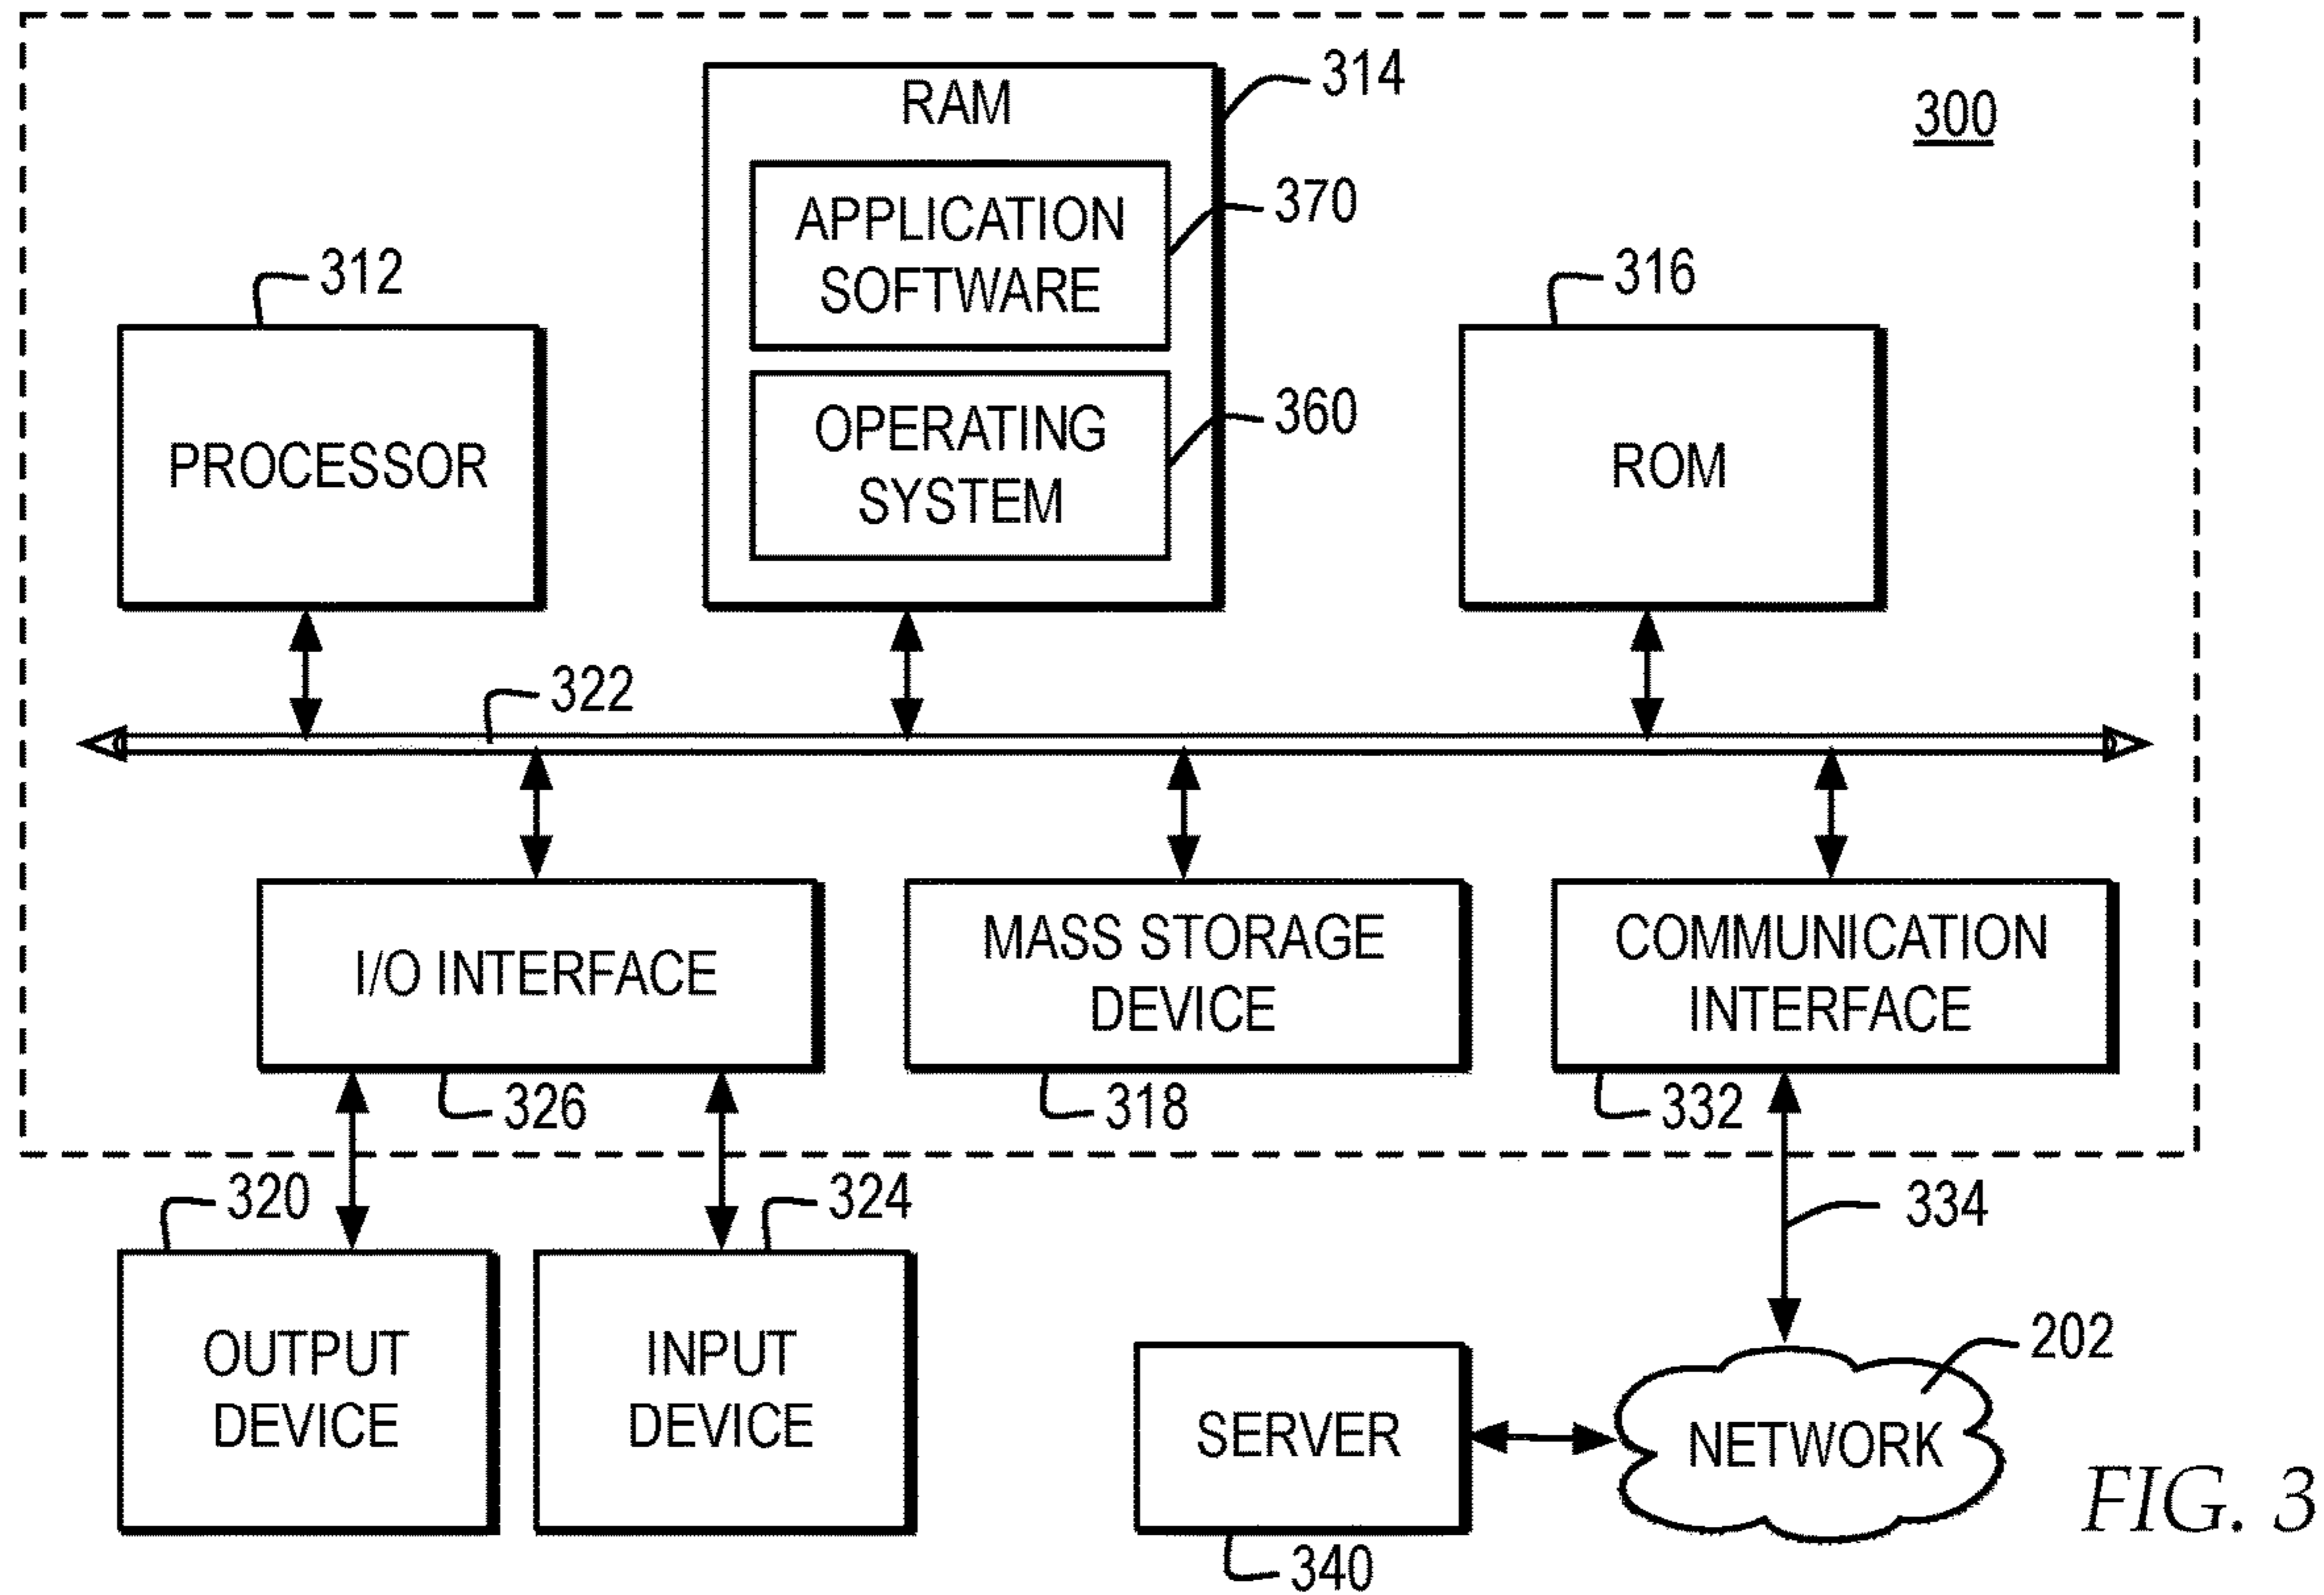 RAM
314
300
APPLICATION
SOFTWARE
370
312
316
OPERATING
SYSTEM
360
PROCESSOR
ROM
322
I/O INTERFACE
MASS STORAGE
DEVICE
COMMUNICATION
INTERFACE
326
318
332
320
324
334
OUTPUT
DEVICE
INPUT
DEVICE
SERVER
202
NETWORK
340
FIG. 3